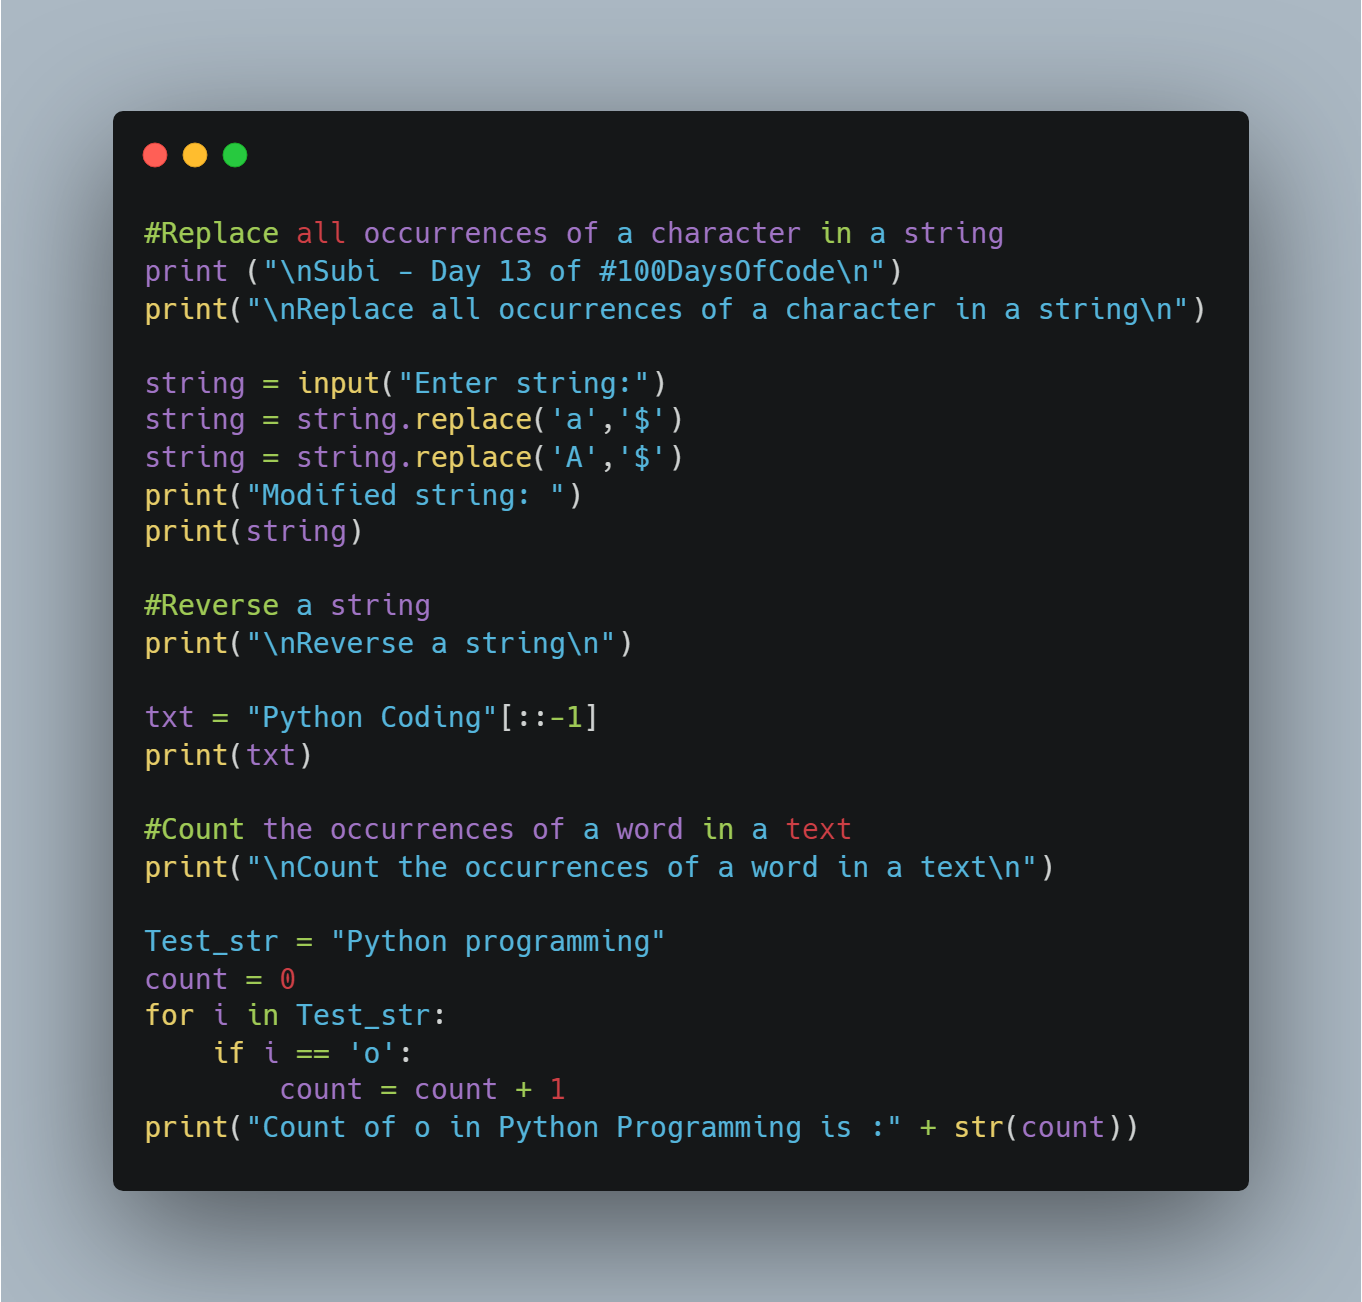 #Replace all occurrences of a character in a string
print ("\nSubi - Day 13 of #100DaysOfCode\n")
print("\nReplace all occurrences of a character in a string\n")

string = input("Enter string:")
string = string.replace('a','$')
string = string.replace('A','$')
print("Modified string: ")
print(string)

#Reverse a string
print("\nReverse a string\n")

txt = "Python Coding"[::-1]
print(txt)

#Count the occurrences of a word in a text
print("\nCount the occurrences of a word in a text\n")

Test_str = "Python programming"
count = 0
for i in Test_str:
    if i == 'o':
        count = count + 1
print("Count of o in Python Programming is :" + str(count))